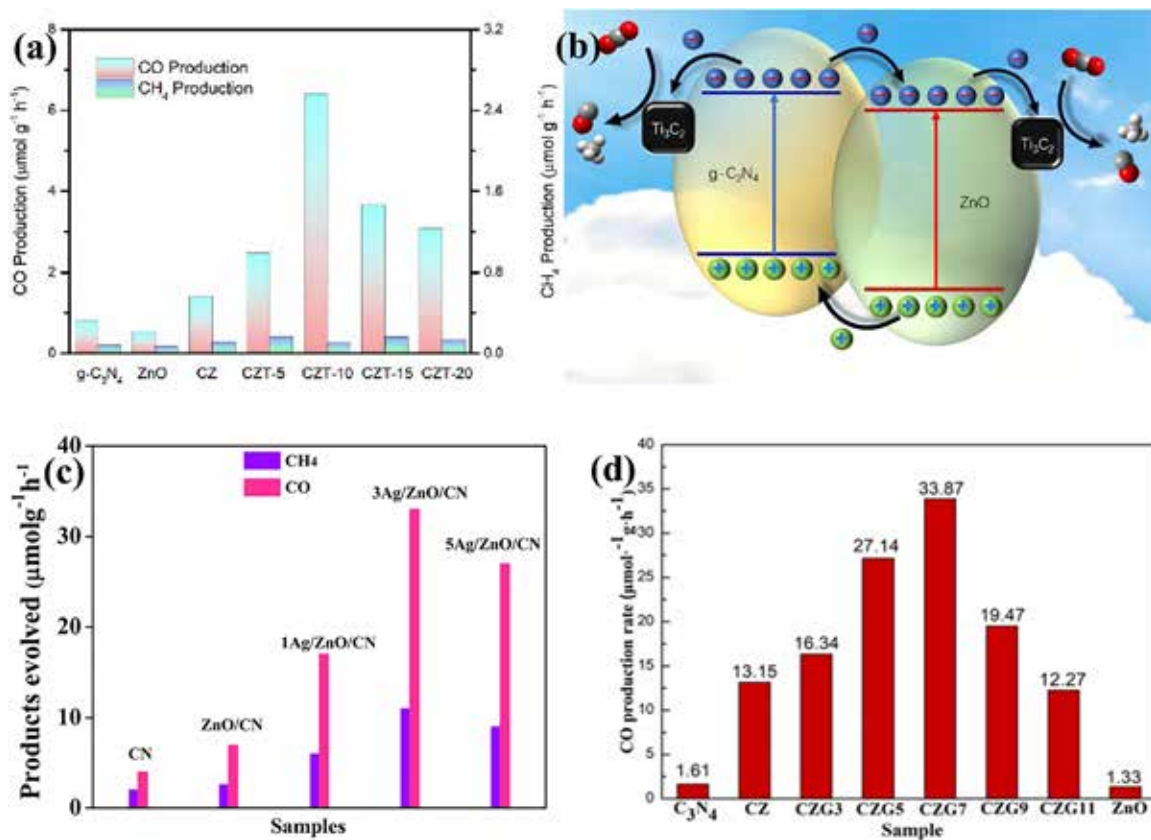 (a)
CO Production
CH₄ Production
CO Production (µmol g⁻¹ h⁻¹)
8
6
4
2
0
CH₄ Production (µmol g⁻¹ h⁻¹)
3.2
2.4
1.6
0.8
0.0
g-C₂N₄ ZnO CZ CZT-5 CZT-10 CZT-15 CZT-20
(b)
Ti₃C₂
g-C₂N₄
ZnO
Ti₃C₂
(c)
CH₄
CO
Products evolved (µmolg⁻¹h⁻¹)
40
30
20
10
0
CN
ZnO/CN
1Ag/ZnO/CN
3Ag/ZnO/CN
5Ag/ZnO/CN
Samples
(d)
CO production rate (µmol·⁻¹g·h⁻¹)
40
35
30
25
20
15
10
5
0
1.61
13.15
16.34
27.14
33.87
19.47
12.27
1.33
C₃N₄ CZ CZG3 CZG5 CZG7 CZG9 CZG11 ZnO
Sample